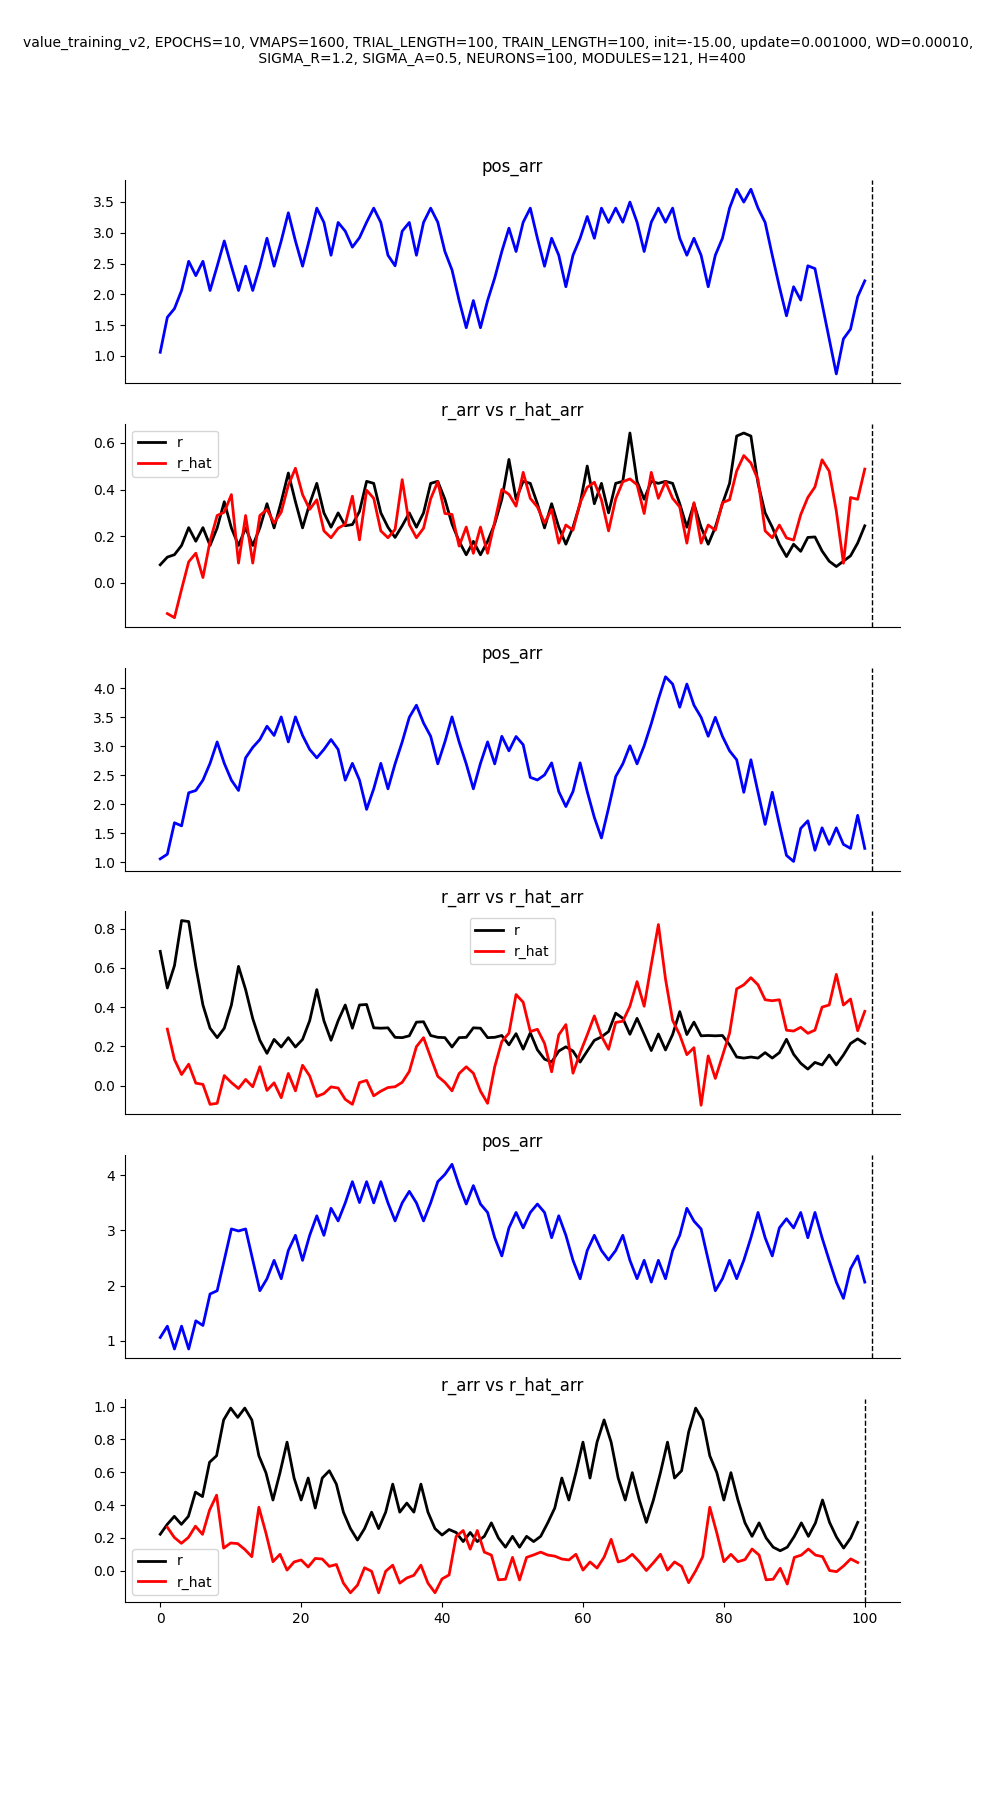 value_training_v2, EPOCHS=10, VMAPS=1600, TRIAL_LENGTH=100, TRAIN_LENGTH=100, init=-15.00, update=0.001000, WD=0.00010,
SIGMA_R=1.2, SIGMA_A=0.5, NEURONS=100, MODULES=121, H=400
pos_arr
3.5
3.0
2.5
2.0
1.5
1.0
r_arr vs r_hat_arr
r
r_hat
0.6
0.4
0.2
0.0
pos_arr
4.0
3.5
3.0
2.5
2.0
1.5
1.0
r_arr vs r_hat_arr
r
r_hat
0.8
0.6
0.4
0.2
0.0
pos_arr
4
3
2
1
r_arr vs r_hat_arr
1.0
0.8
0.6
0.4
0.2
0.0
r
r_hat
0 20 40 60 80 100